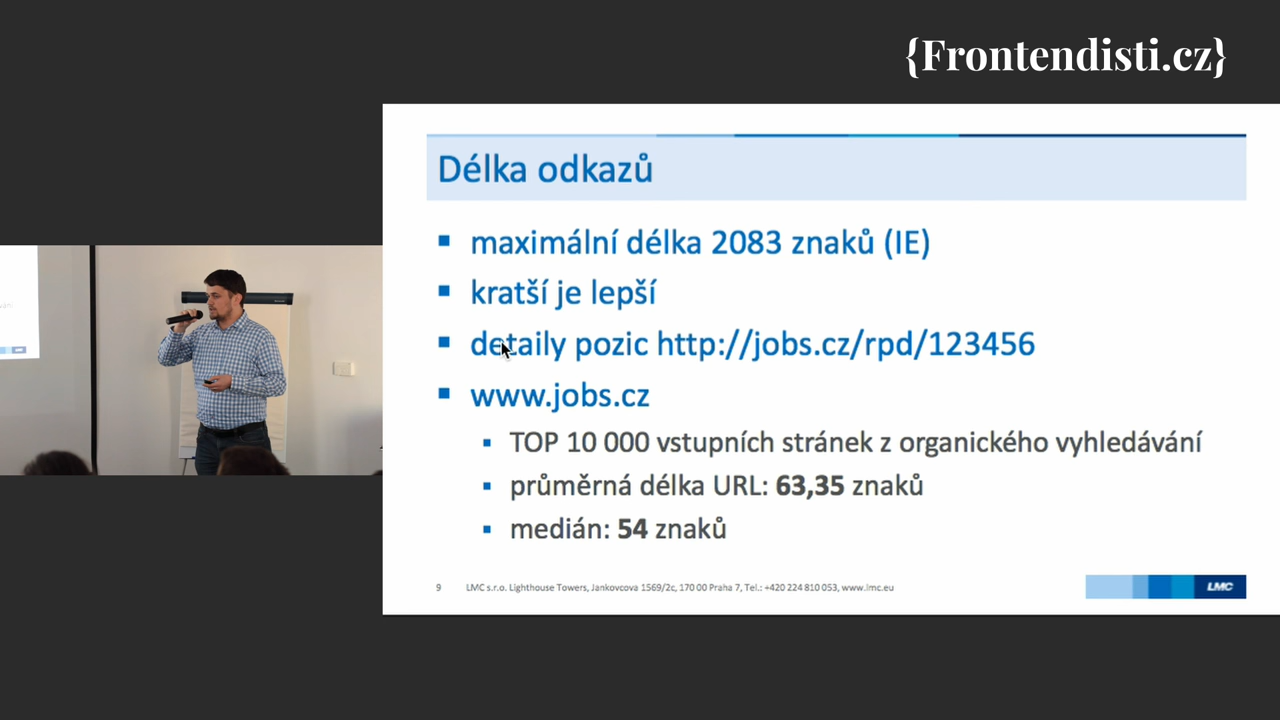 {Frontendisti.cz}
Délka odkazů
maximální délka 2083 znaků (IE)
kratší je lepší
detaily pozic http://jobs.cz/rpd/123456
www.jobs.cz
TOP 10 000 vstupních stránek z organického vyhledávání
průměrná délka URL: 63,35 znaků
medián: 54 znaků
9 LMC s.r.o. Lighthouse Towers, Jankovcova 1569/2c, 170 00 Praha 7, Tel.: +420 224 810 053, www.lmc.eu
LMC